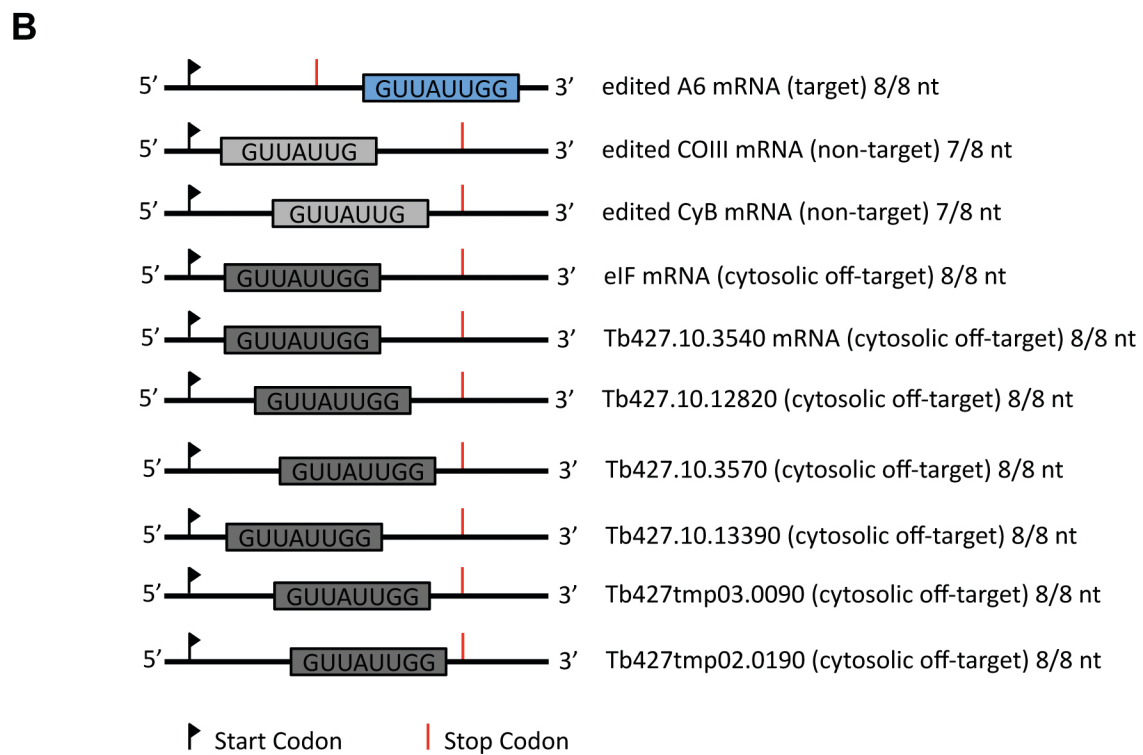 B
5’ GUUAUUGG 3’ edited A6 mRNA (target) 8/8 nt
5’ GUUAUUG 3’ edited COIII mRNA (non-target) 7/8 nt
5’ GUUAUUG 3’ edited CyB mRNA (non-target) 7/8 nt
5’ GUUAUUGG 3’ eIF mRNA (cytosolic off-target) 8/8 nt
5’ GUUAUUGG 3’ Tb427.10.3540 mRNA (cytosolic off-target) 8/8 nt
5’ GUUAUUGG 3’ Tb427.10.12820 (cytosolic off-target) 8/8 nt
5’ GUUAUUGG 3’ Tb427.10.3570 (cytosolic off-target) 8/8 nt
5’ GUUAUUGG 3’ Tb427.10.13390 (cytosolic off-target) 8/8 nt
5’ GUUAUUGG 3’ Tb427tmp03.0090 (cytosolic off-target) 8/8 nt
5’ GUUAUUGG 3’ Tb427tmp02.0190 (cytosolic off-target) 8/8 nt
Start Codon Stop Codon